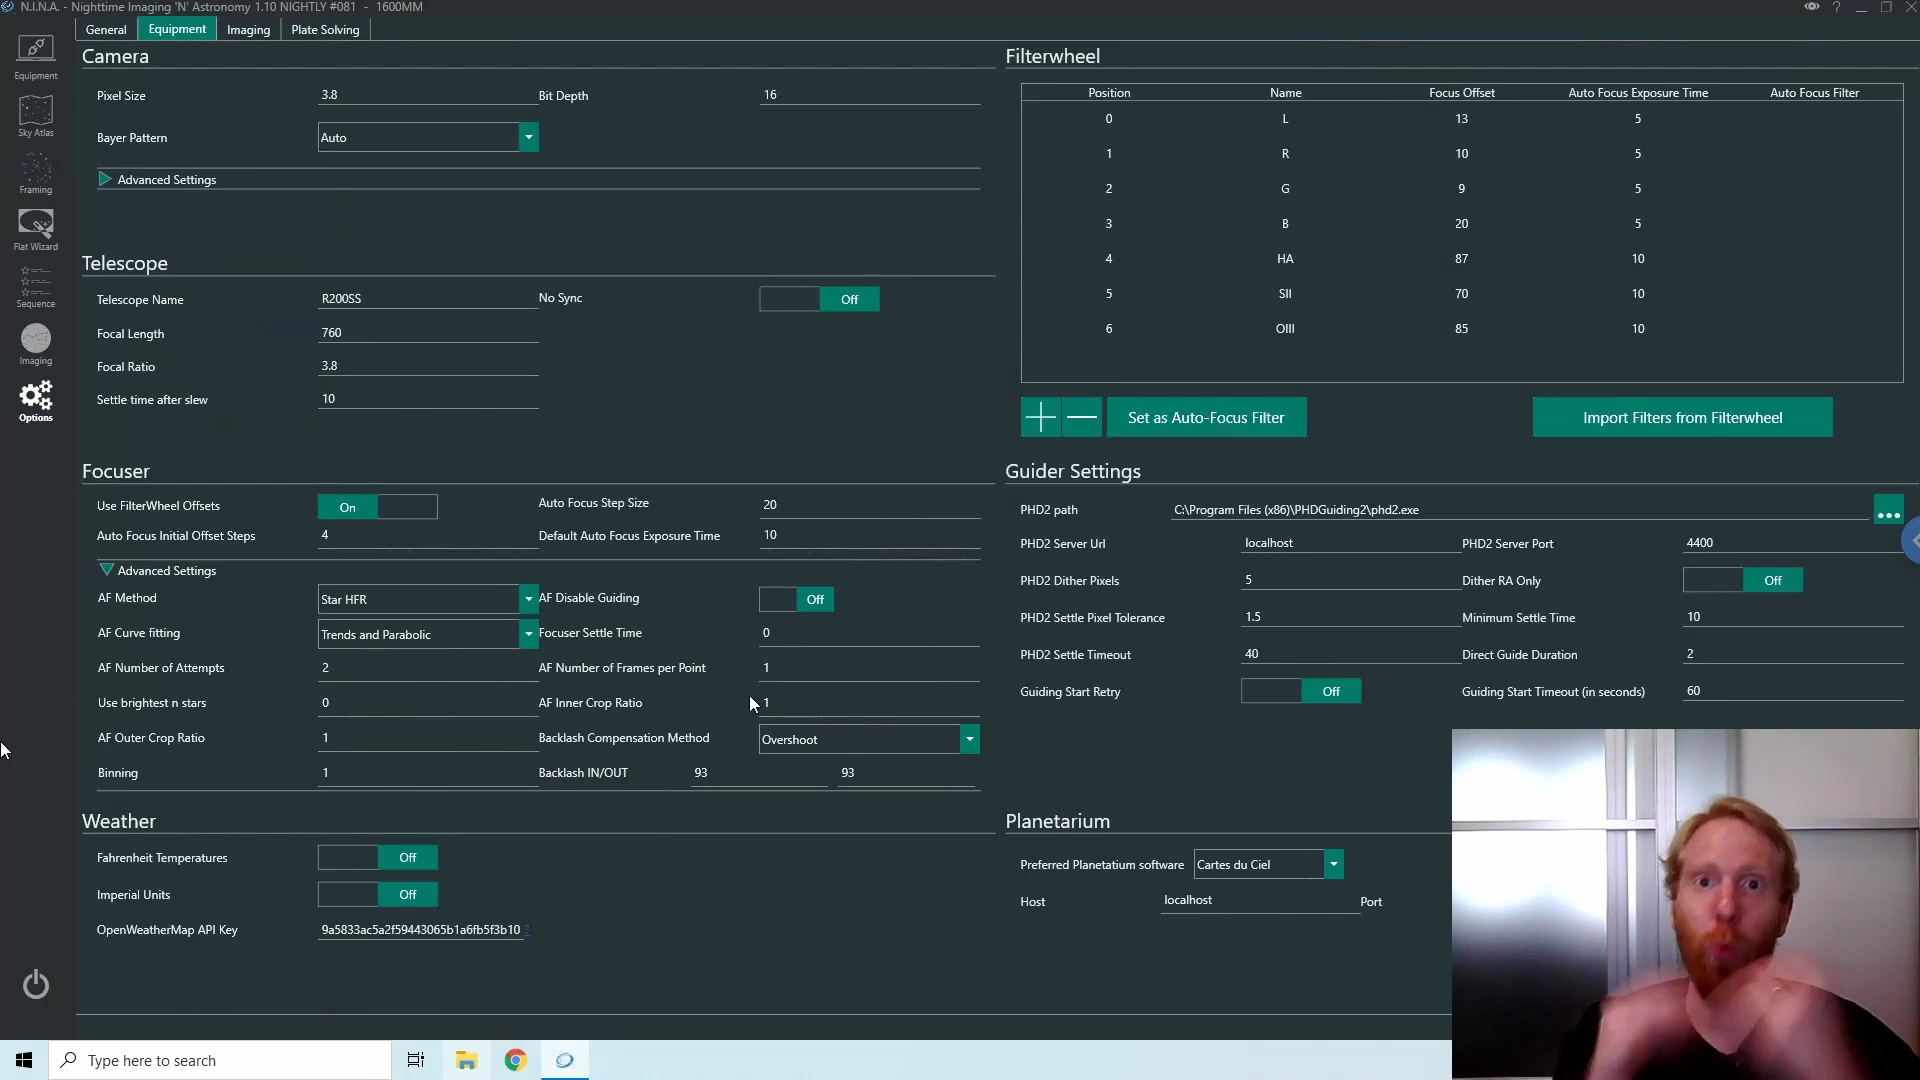 N.I.N.A. - Nighttime Imaging 'N' Astronomy 1.10 NIGHTLY #081 - 1600MM
?
General Equipment Imaging Plate Solving
Equipment
Sky Atlas
Framing
Flat Wizard
Sequence
Imaging
Options
Camera
Pixel Size 3.8 Bit Depth 16
Bayer Pattern Auto
Advanced Settings
Telescope
Telescope Name R200SS No Sync Off
Focal Length 760
Focal Ratio 3.8
Settle time after slew 10
Focuser
Use FilterWheel Offsets On Auto Focus Step Size 20
Auto Focus Initial Offset Steps 4 Default Auto Focus Exposure Time 10
Advanced Settings
AF Method Star HFR AF Disable Guiding Off
AF Curve fitting Trends and Parabolic Focuser Settle Time 0
AF Number of Attempts 2 AF Number of Frames per Point 1
Use brightest n stars 0 AF Inner Crop Ratio 1
AF Outer Crop Ratio 1 Backlash Compensation Method Overshoot
Binning 1 Backlash IN/OUT 93 93
Weather
Fahrenheit Temperatures Off
Imperial Units Off
OpenWeatherMap API Key 9a5833ac5a2f59443065b1a6fb5f3b10 ?
Filterwheel
Position Name Focus Offset Auto Focus Exposure Time Auto Focus Filter
0 L 13 5
1 R 10 5
2 G 9 5
3 B 20 5
4 HA 87 10
5 SII 70 10
6 OIII 85 10
Set as Auto-Focus Filter Import Filters from Filterwheel
Guider Settings
PHD2 path C:\Program Files (x86)\PHDGuiding2\phd2.exe ...
PHD2 Server Url localhost PHD2 Server Port 4400
PHD2 Dither Pixels 5 Dither RA Only Off
PHD2 Settle Pixel Tolerance 1.5 Minimum Settle Time 10
PHD2 Settle Timeout 40 Direct Guide Duration 2
Guiding Start Retry Off Guiding Start Timeout (in seconds) 60
Planetarium
Preferred Planetatium software Cartes du Ciel
Host localhost Port
Type here to search